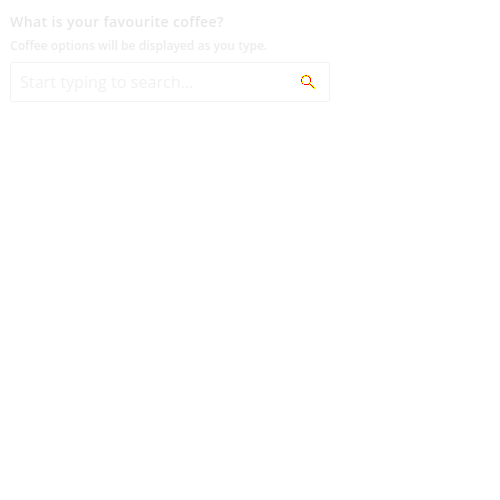 What is your favourite coffee?
Coffee options will be displayed as you type.
Start typing to search...